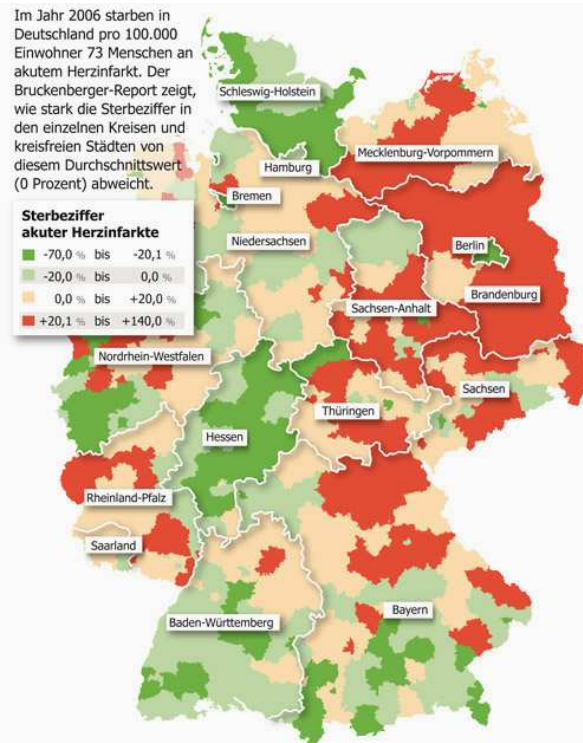 Im Jahr 2006 starben in
Deutschland pro 100.000
Einwohner 73 Menschen an
akutem Herzinfarkt. Der
Bruckenberger-Report zeigt,
wie stark die Sterbeziffer in
den einzelnen Kreisen und
kreisfreien Städten von
diesem Durchschnittswert
(0 Prozent) abweicht.
Sterbeziffer
akuter Herzinfarkte
-70,0 % bis -20,1 %
-20,0 % bis 0,0 %
0,0 % bis +20,0 %
+20,1 % bis +140,0 %
Schleswig-Holstein
Mecklenburg-Vorpommern
Hamburg
Bremen
Niedersachsen
Berlin
Brandenburg
Sachsen-Anhalt
Nordrhein-Westfalen
Sachsen
Thüringen
Hessen
Rheinland-Pfalz
Saarland
Bayern
Baden-Württemberg